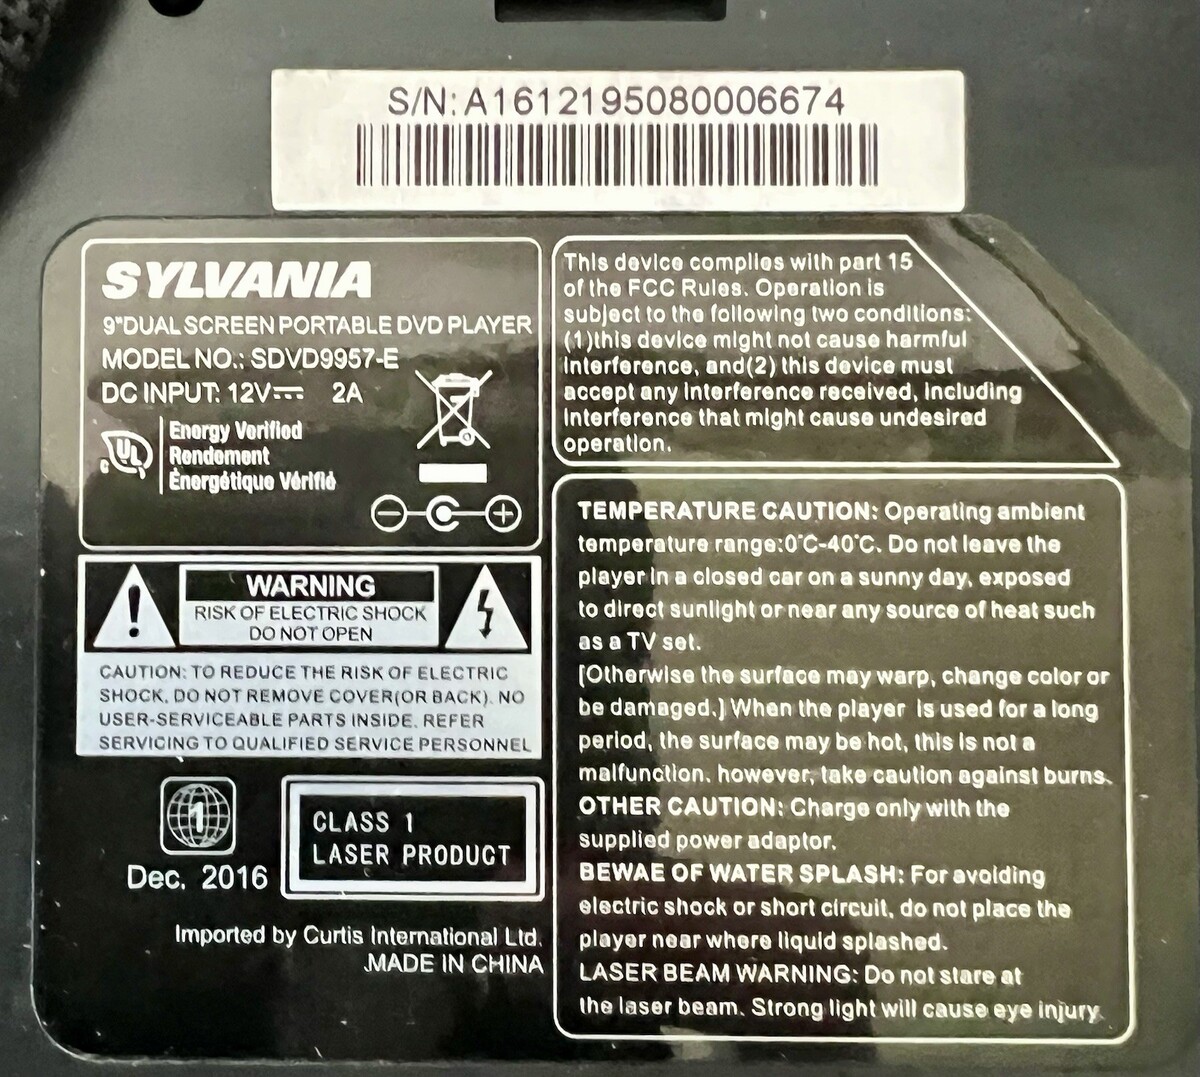 S/N: A1612195080006674
SYLVANIA
9"DUAL SCREEN PORTABLE DVD PLAYER
MODEL NO.: SDVD9957-E
DC INPUT: 12V⎓ 2A
c UL
Energy Verified
Rendement
Énergétique Vérifié
WARNING
RISK OF ELECTRIC SHOCK
DO NOT OPEN
CAUTION: TO REDUCE THE RISK OF ELECTRIC
SHOCK, DO NOT REMOVE COVER(OR BACK). NO
USER-SERVICEABLE PARTS INSIDE. REFER
SERVICING TO QUALIFIED SERVICE PERSONNEL
1
Dec. 2016
CLASS 1
LASER PRODUCT
Imported by Curtis International Ltd.
MADE IN CHINA
This device complies with part 15
of the FCC Rules. Operation is
subject to the following two conditions:
(1)this device might not cause harmful
interference, and(2) this device must
accept any interference received, including
interference that might cause undesired
operation.
TEMPERATURE CAUTION: Operating ambient
temperature range:0°C-40°C. Do not leave the
player in a closed car on a sunny day, exposed
to direct sunlight or near any source of heat such
as a TV set.
[Otherwise the surface may warp, change color or
be damaged.] When the player is used for a long
period, the surface may be hot, this is not a
malfunction. however, take caution against burns.
OTHER CAUTION: Charge only with the
supplied power adaptor.
BEWAE OF WATER SPLASH: For avoiding
electric shock or short circuit, do not place the
player near where liquid splashed.
LASER BEAM WARNING: Do not stare at
the laser beam. Strong light will cause eye injury.